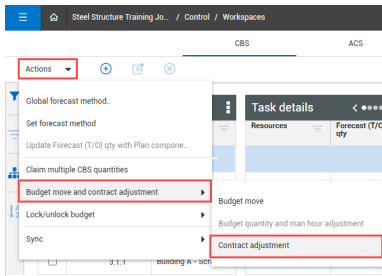 Steel Structure Training Jo... / Control / Workspaces
CBS ACS
Actions
Global forecast method..
Set forecast method
Update Forecast (T/O) qty with Plan compone...
Claim multiple CBS quantities
Budget move and contract adjustment
Lock/unlock budget
Sync
Task details
Resources Forecast (T/O) qty
Budget move
Budget quantity and man hour adjustment
Contract adjustment
3.1.1 Building A - Sch